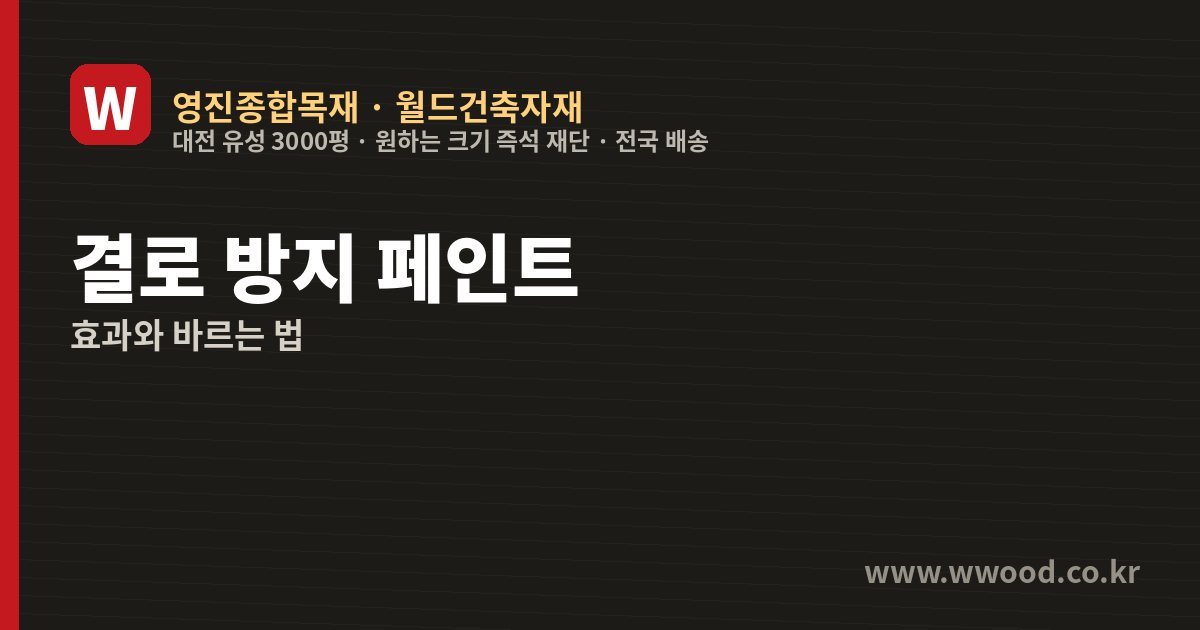 W
영진종합목재 · 월드건축자재
대전 유성 3000평 · 원하는 크기 즉석 재단 · 전국 배송
결로 방지 페인트
효과와 바르는 법
www.wwood.co.kr